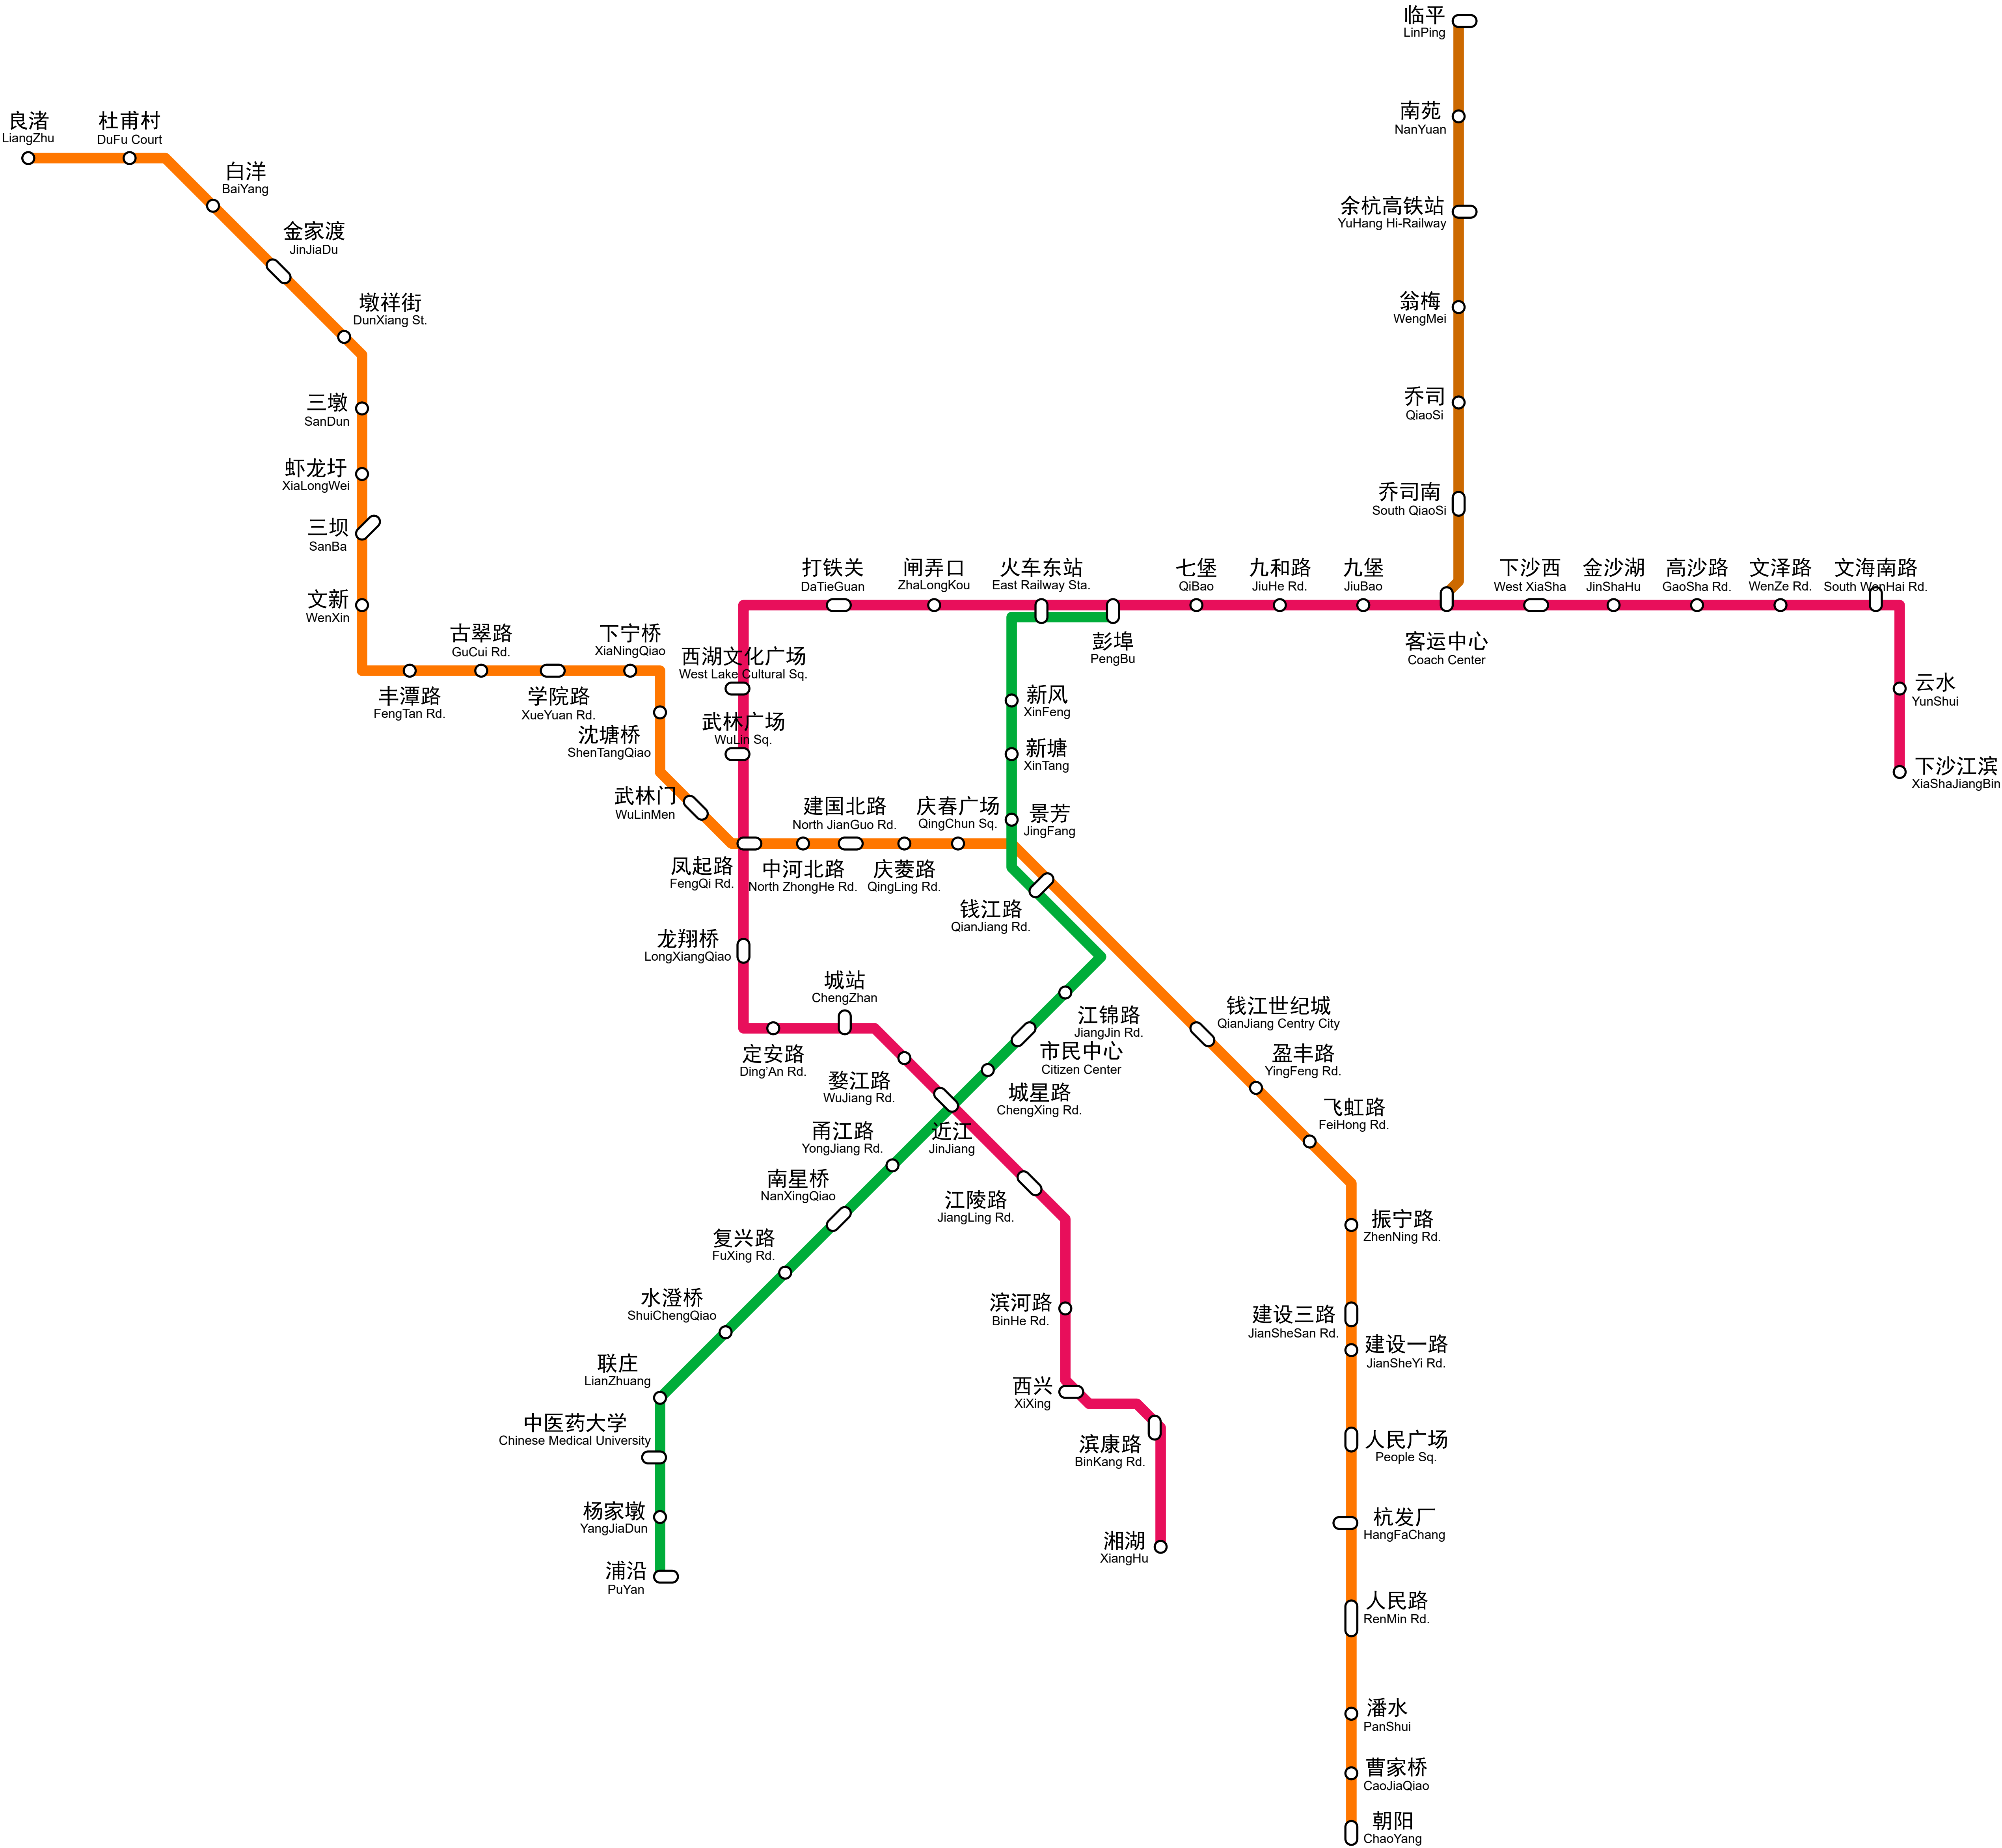 临平
LinPing
南苑
NanYuan
余杭高铁站
YuHang Hi-Railway
翁梅
WengMei
乔司
QiaoSi
乔司南
South QiaoSi
良渚
LiangZhu
杜甫村
DuFu Court
白洋
BaiYang
金家渡
JinJiaDu
墩祥街
DunXiang St.
三墩
SanDun
虾龙圩
XiaLongWei
三坝
SanBa
文新
WenXin
丰潭路
FengTan Rd.
古翠路
GuCui Rd.
学院路
XueYuan Rd.
下宁桥
XiaNingQiao
沈塘桥
ShenTangQiao
武林门
WuLinMen
凤起路
FengQi Rd.
中河北路
North ZhongHe Rd.
建国北路
North JianGuo Rd.
庆菱路
QingLing Rd.
庆春广场
QingChun Sq.
西湖文化广场
West Lake Cultural Sq.
武林广场
WuLin Sq.
打铁关
DaTieGuan
闸弄口
ZhaLongKou
火车东站
East Railway Sta.
彭埠
PengBu
七堡
QiBao
九和路
JiuHe Rd.
九堡
JiuBao
客运中心
Coach Center
下沙西
West XiaSha
金沙湖
JinShaHu
高沙路
GaoSha Rd.
文泽路
WenZe Rd.
文海南路
South WenHai Rd.
云水
YunShui
下沙江滨
XiaShaJiangBin
新风
XinFeng
新塘
XinTang
景芳
JingFang
钱江路
QianJiang Rd.
龙翔桥
LongXiangQiao
定安路
Ding'An Rd.
城站
ChengZhan
婺江路
WuJiang Rd.
近江
JinJiang
江锦路
JiangJin Rd.
市民中心
Citizen Center
城星路
ChengXing Rd.
甬江路
YongJiang Rd.
南星桥
NanXingQiao
复兴路
FuXing Rd.
水澄桥
ShuiChengQiao
联庄
LianZhuang
中医药大学
Chinese Medical University
杨家墩
YangJiaDun
浦沿
PuYan
江陵路
JiangLing Rd.
滨河路
BinHe Rd.
西兴
XiXing
滨康路
BinKang Rd.
湘湖
XiangHu
钱江世纪城
QianJiang Centry City
盈丰路
YingFeng Rd.
飞虹路
FeiHong Rd.
振宁路
ZhenNing Rd.
建设三路
JianSheSan Rd.
建设一路
JianSheYi Rd.
人民广场
People Sq.
杭发厂
HangFaChang
人民路
RenMin Rd.
潘水
PanShui
曹家桥
CaoJiaQiao
朝阳
ChaoYang